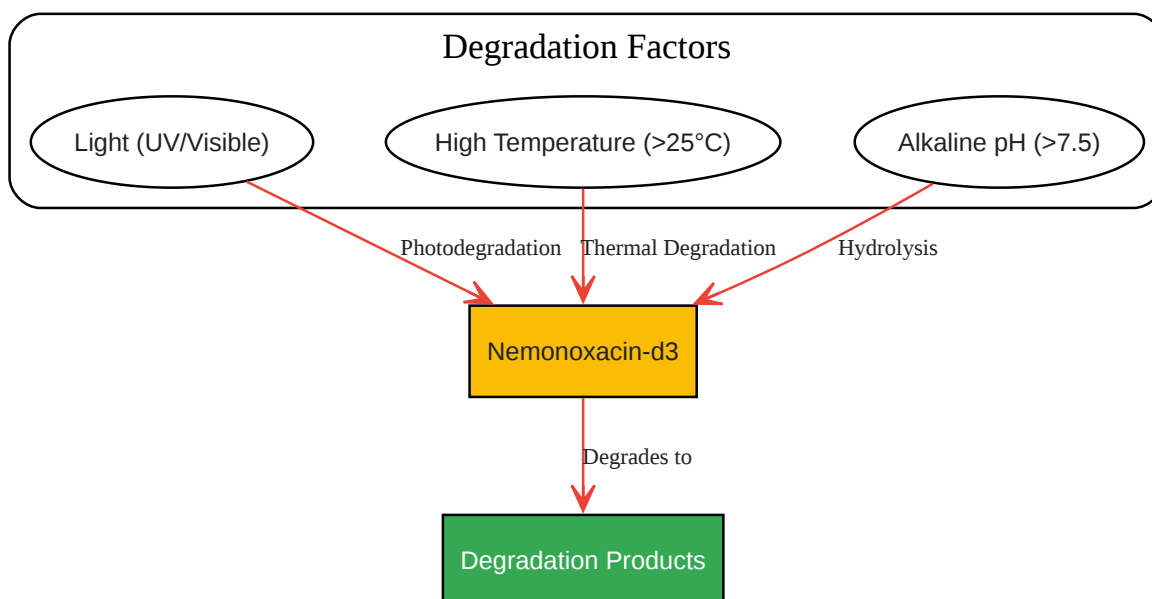 Degradation Factors
Light (UV/Visible)
High Temperature (>25°C)
Alkaline pH (>7.5)
Photodegradation
Thermal Degradation
Hydrolysis
Nemonoxacin-d3
Degrades to
Degradation Products